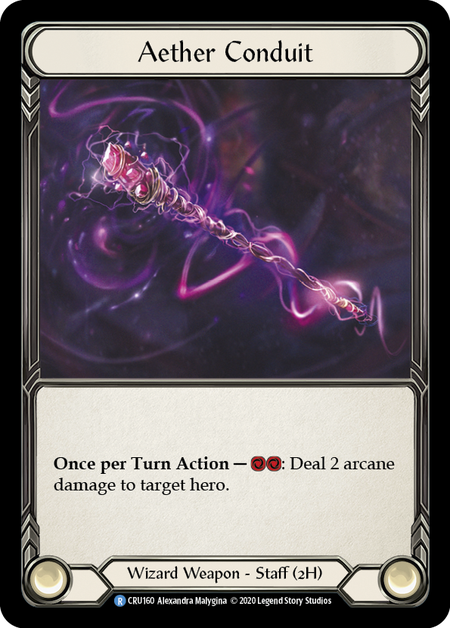 Aether Conduit
Once per Turn Action — : Deal 2 arcane
damage to target hero.
Wizard Weapon - Staff (2H)
R CRU160 Alexandra Malygina © 2020 Legend Story Studios